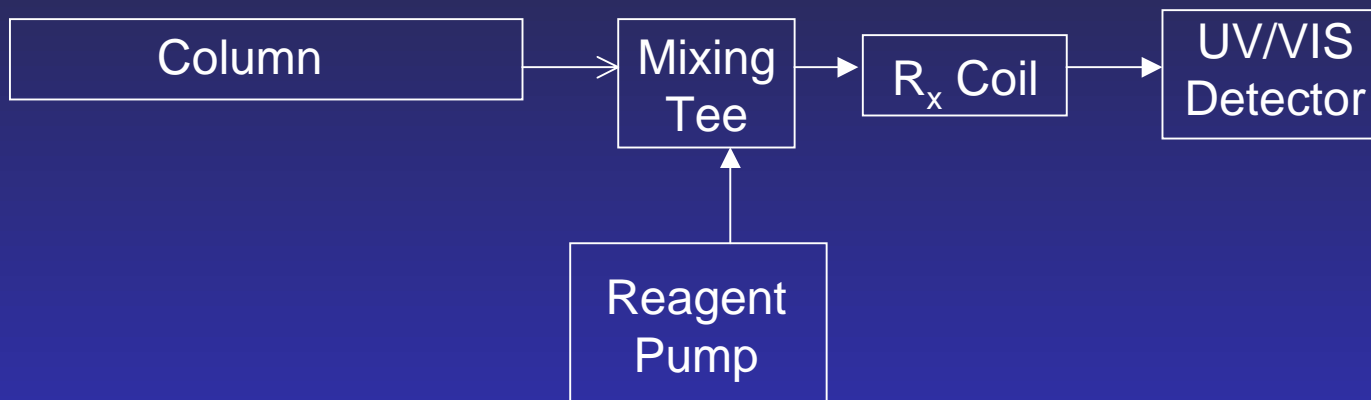 Column
Mixing
Tee
Rₓ Coil
UV/VIS
Detector
Reagent
Pump